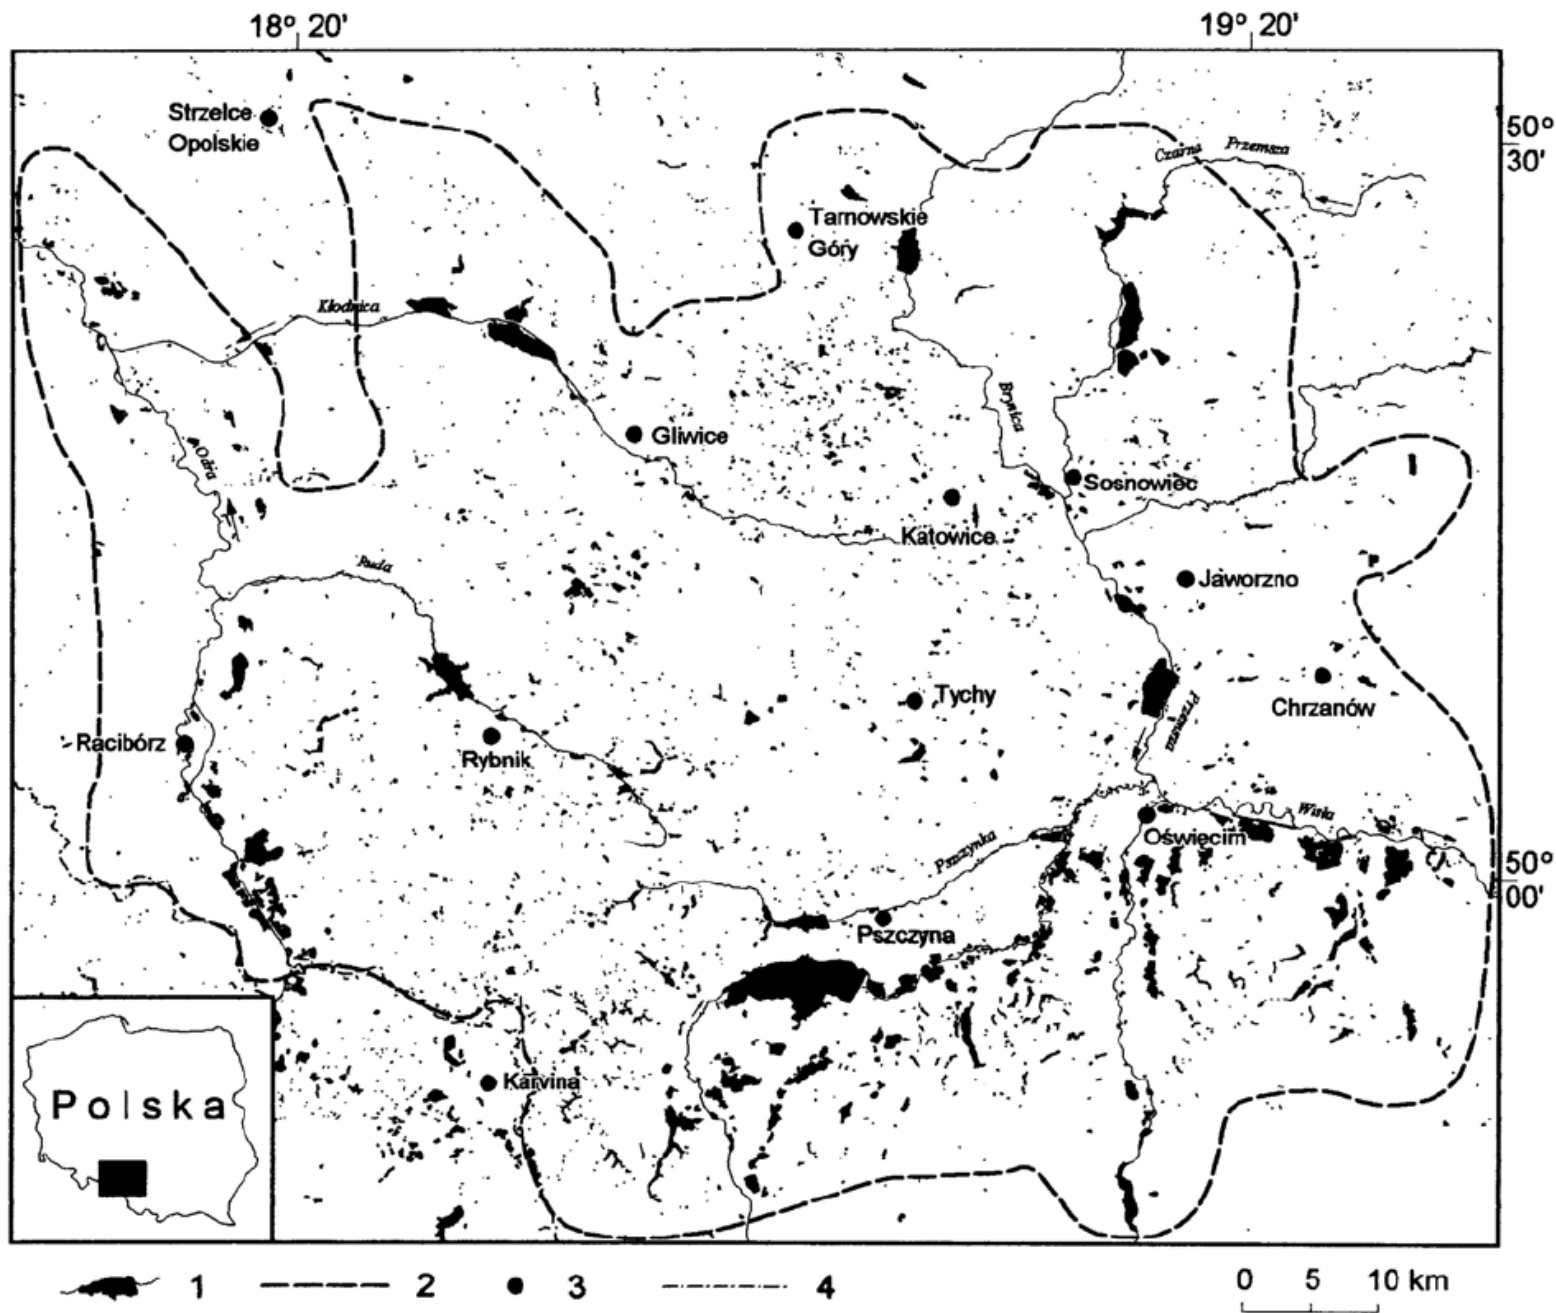 18° 20'
19° 20'
Strzelce
Opolskie
50°
30'
Czarna Przemsza
Tarnowskie
Góry
Kłodnica
Brynica
Gliwice
Odra
Sosnowiec
Katowice
Ruda
Jaworzno
Tychy
Chrzanów
Przemsza
Racibórz
Rybnik
Wisła
Oświęcim
Pszczynka
50°
00'
Pszczyna
Karvina
Polska
1 2 3 4
0 5 10 km